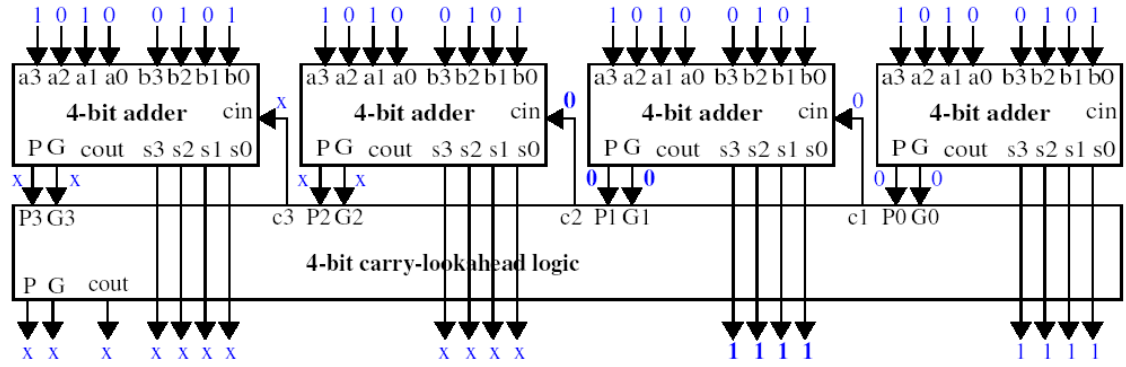 1 0 1 0 0 1 0 1 1 0 1 0 0 1 0 1 1 0 1 0 0 1 0 1 1 0 1 0 0 1 0 1
a3 a2 a1 a0 b3 b2 b1 b0 a3 a2 a1 a0 b3 b2 b1 b0 a3 a2 a1 a0 b3 b2 b1 b0 a3 a2 a1 a0 b3 b2 b1 b0
x 0 0
4-bit adder cin 4-bit adder cin 4-bit adder cin 4-bit adder cin
P G cout s3 s2 s1 s0 P G cout s3 s2 s1 s0 P G cout s3 s2 s1 s0 P G cout s3 s2 s1 s0
x x x x 0 0 0 0
P3 G3 c3 P2 G2 c2 P1 G1 c1 P0 G0
4-bit carry-lookahead logic
P G cout
x x x x x x x x x x x 1 1 1 1 1 1 1 1